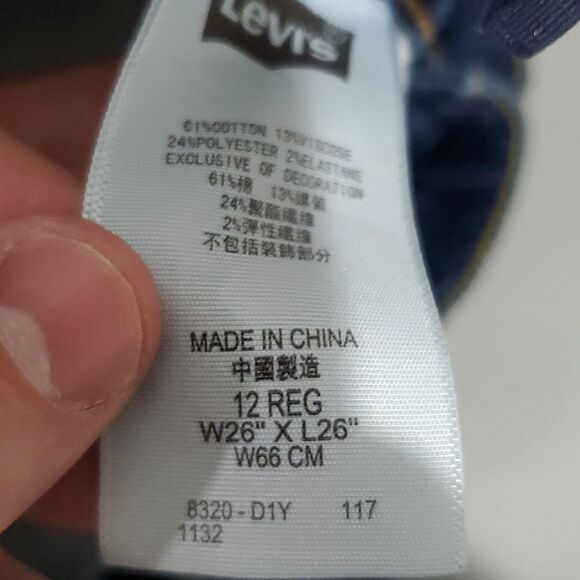 Levi's
61%COTTON 13%VISCOSE
24%POLYESTER 2%ELASTANE
EXCLUSIVE OF DECORATION
61%棉 13%
24%聚酯纖維
2%彈性纖維
不包括裝飾部分
MADE IN CHINA
中國製造
12 REG
W26" X L26"
W66 CM
8320 - D1Y 117
1132